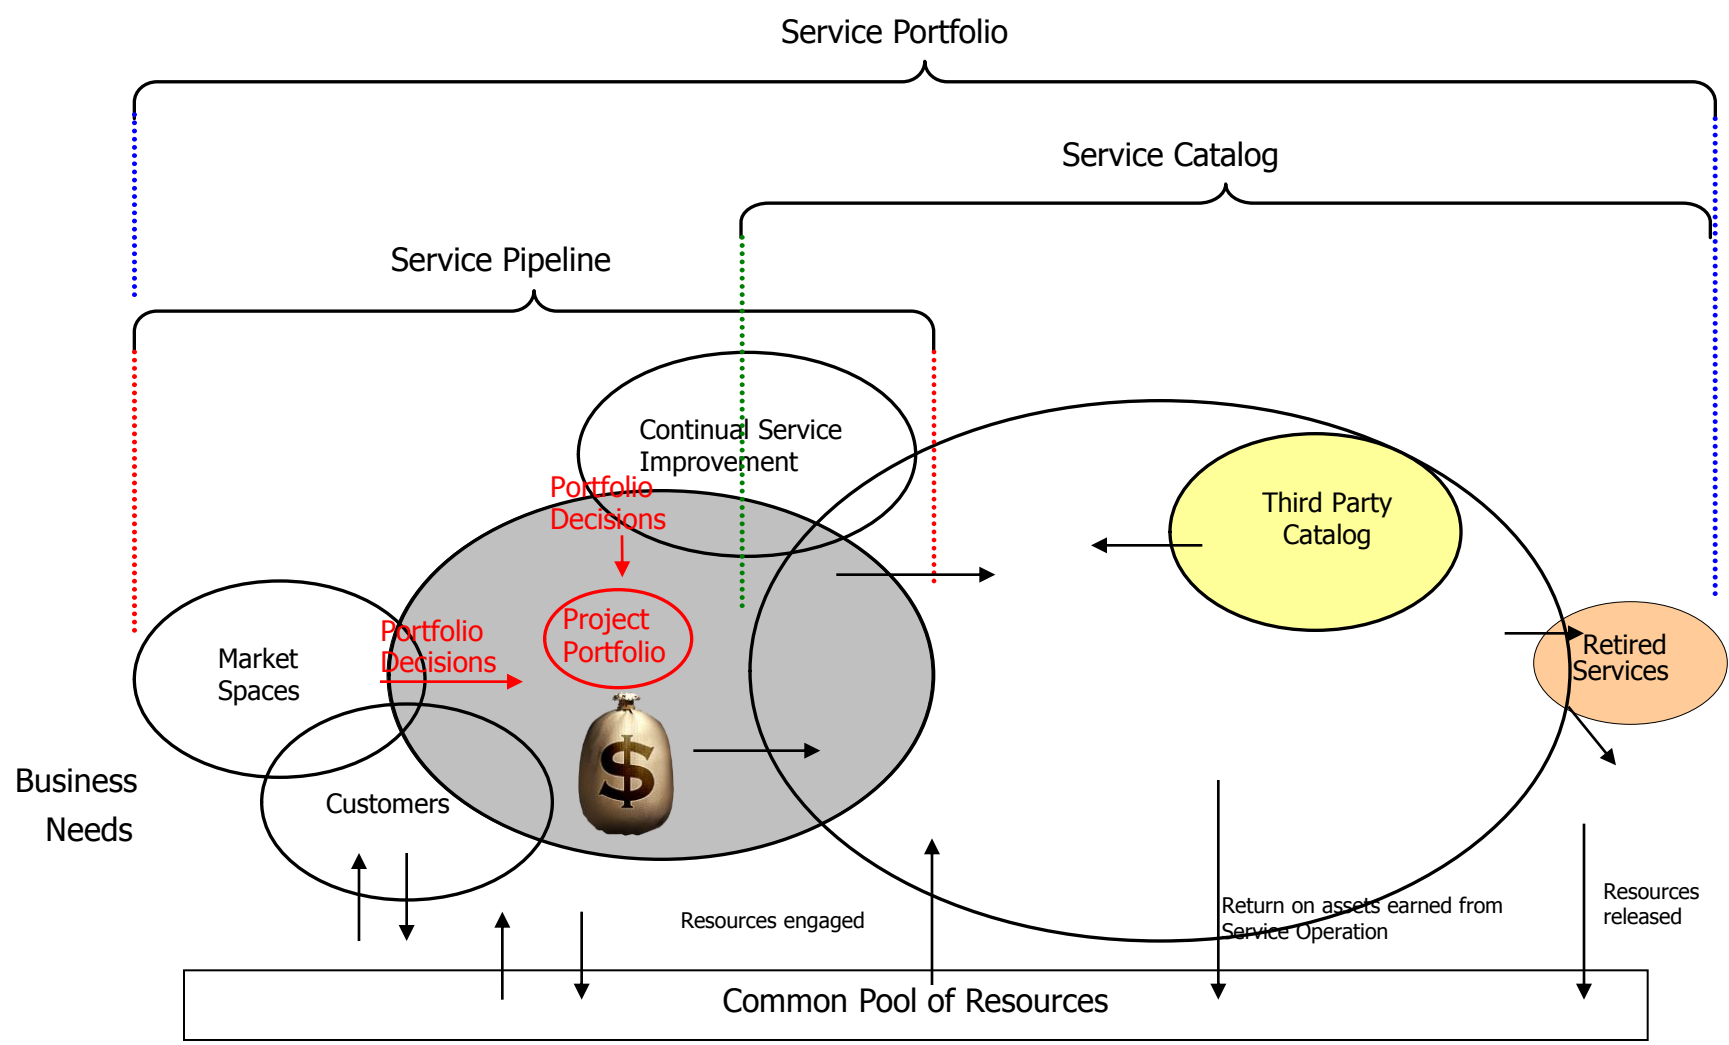 Service Portfolio
Service Catalog
Service Pipeline
Continual Service
Improvement
Portfolio
Decisions
Third Party
Catalog
Project
Portfolio
Portfolio
Decisions
Market
Spaces
Retired
Services
$
Business
Needs
Customers
Resources engaged
Return on assets earned from
Service Operation
Resources
released
Common Pool of Resources